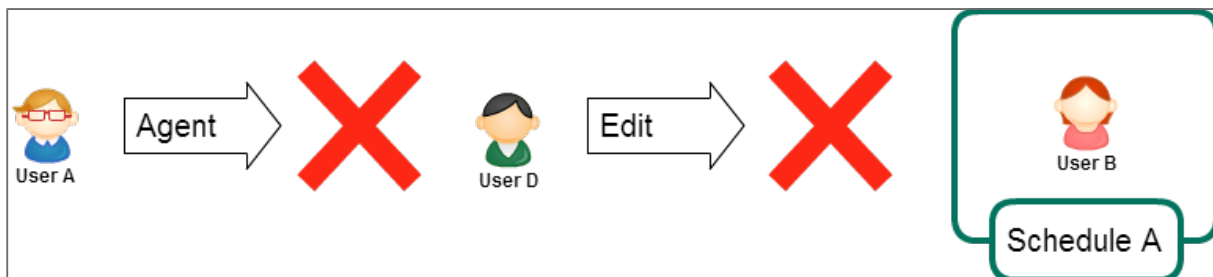 Agent
Edit
User A
User D
User B
Schedule A